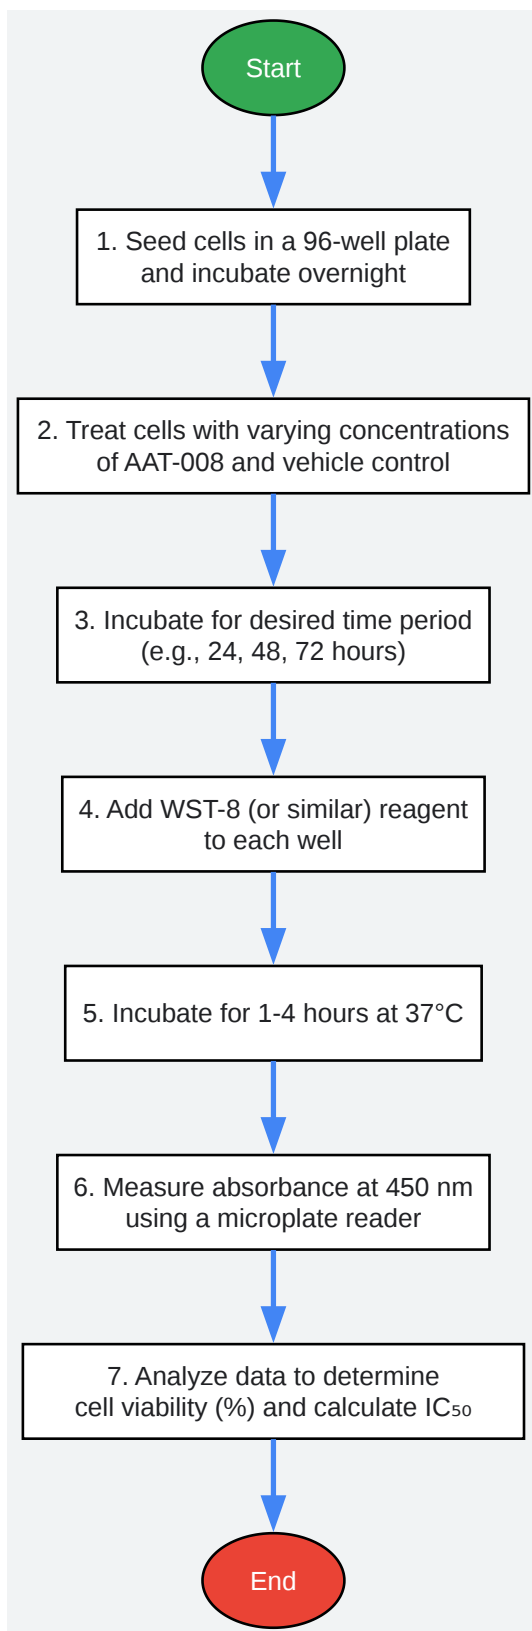 Start
1. Seed cells in a 96-well plate
and incubate overnight
2. Treat cells with varying concentrations
of AAT-008 and vehicle control
3. Incubate for desired time period
(e.g., 24, 48, 72 hours)
4. Add WST-8 (or similar) reagent
to each well
5. Incubate for 1-4 hours at 37°C
6. Measure absorbance at 450 nm
using a microplate reader
7. Analyze data to determine
cell viability (%) and calculate IC₅₀
End